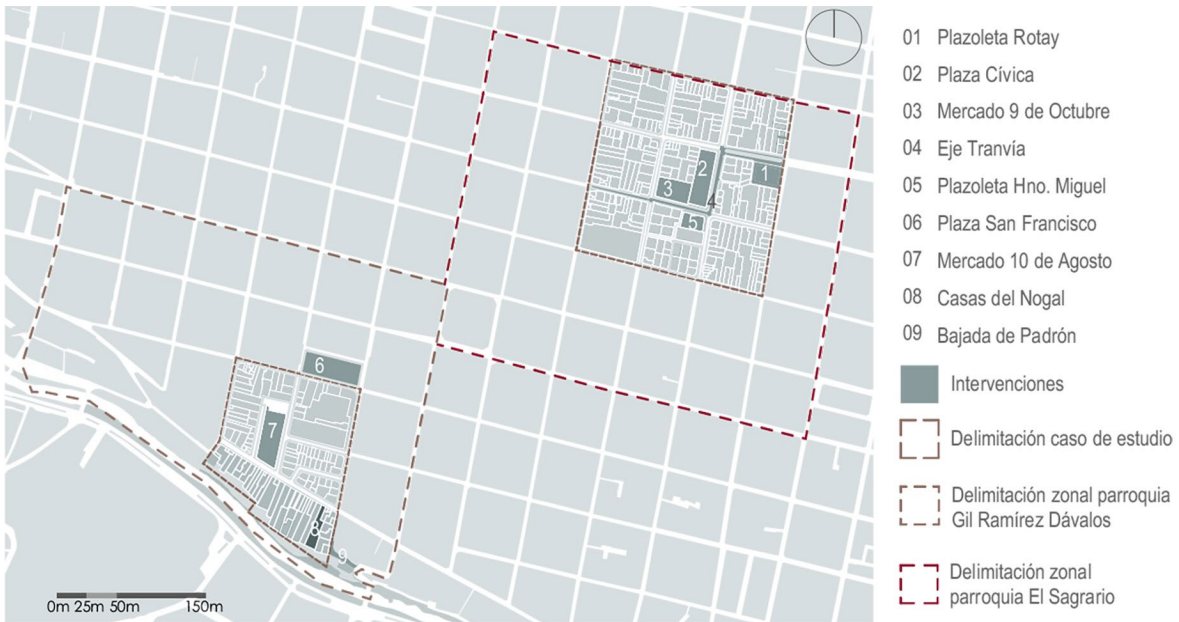 01 Plazoleta Rotay
02 Plaza Cívica
03 Mercado 9 de Octubre
04 Eje Tranvía
05 Plazoleta Hno. Miguel
06 Plaza San Francisco
07 Mercado 10 de Agosto
08 Casas del Nogal
09 Bajada de Padrón
Intervenciones
Delimitación caso de estudio
Delimitación zonal parroquia
Gil Ramírez Dávalos
Delimitación zonal
parroquia El Sagrario
1
2
3
4
5
6
7
8
9
0m 25m 50m 150m